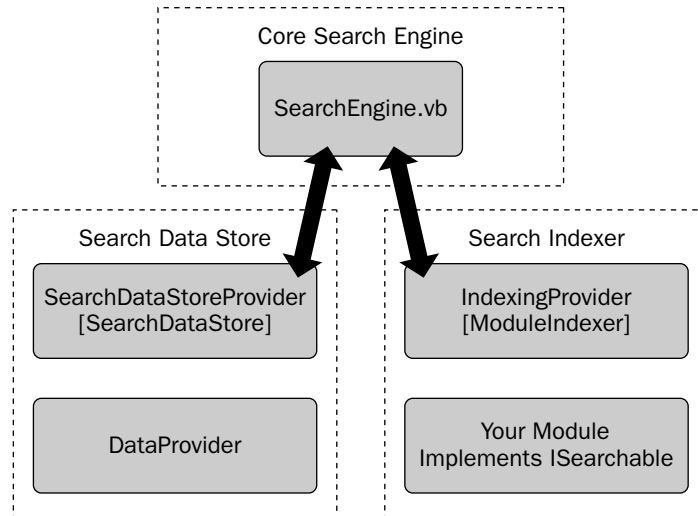 Core Search Engine
SearchEngine.vb
Search Data Store
SearchDataStoreProvider
[SearchDataStore]
DataProvider
Search Indexer
IndexingProvider
[ModuleIndexer]
Your Module
Implements ISearchable